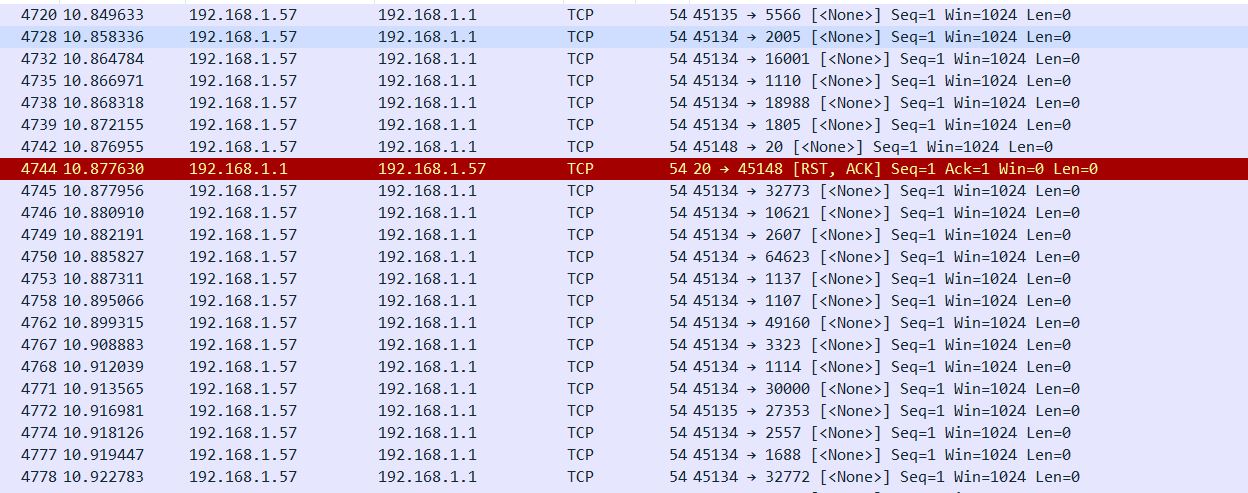 4720 10.849633 192.168.1.57 192.168.1.1 TCP 54 45135 → 5566 [<None>] Seq=1 Win=1024 Len=0
4728 10.858336 192.168.1.57 192.168.1.1 TCP 54 45134 → 2005 [<None>] Seq=1 Win=1024 Len=0
4732 10.864784 192.168.1.57 192.168.1.1 TCP 54 45134 → 16001 [<None>] Seq=1 Win=1024 Len=0
4735 10.866971 192.168.1.57 192.168.1.1 TCP 54 45134 → 1110 [<None>] Seq=1 Win=1024 Len=0
4738 10.868318 192.168.1.57 192.168.1.1 TCP 54 45134 → 18988 [<None>] Seq=1 Win=1024 Len=0
4739 10.872155 192.168.1.57 192.168.1.1 TCP 54 45134 → 1805 [<None>] Seq=1 Win=1024 Len=0
4742 10.876955 192.168.1.57 192.168.1.1 TCP 54 45148 → 20 [<None>] Seq=1 Win=1024 Len=0
4744 10.877630 192.168.1.1 192.168.1.57 TCP 54 20 → 45148 [RST, ACK] Seq=1 Ack=1 Win=0 Len=0
4745 10.877956 192.168.1.57 192.168.1.1 TCP 54 45134 → 32773 [<None>] Seq=1 Win=1024 Len=0
4746 10.880910 192.168.1.57 192.168.1.1 TCP 54 45134 → 10621 [<None>] Seq=1 Win=1024 Len=0
4749 10.882191 192.168.1.57 192.168.1.1 TCP 54 45134 → 2607 [<None>] Seq=1 Win=1024 Len=0
4750 10.885827 192.168.1.57 192.168.1.1 TCP 54 45134 → 64623 [<None>] Seq=1 Win=1024 Len=0
4753 10.887311 192.168.1.57 192.168.1.1 TCP 54 45134 → 1137 [<None>] Seq=1 Win=1024 Len=0
4758 10.895066 192.168.1.57 192.168.1.1 TCP 54 45134 → 1107 [<None>] Seq=1 Win=1024 Len=0
4762 10.899315 192.168.1.57 192.168.1.1 TCP 54 45134 → 49160 [<None>] Seq=1 Win=1024 Len=0
4767 10.908883 192.168.1.57 192.168.1.1 TCP 54 45134 → 3323 [<None>] Seq=1 Win=1024 Len=0
4768 10.912039 192.168.1.57 192.168.1.1 TCP 54 45134 → 1114 [<None>] Seq=1 Win=1024 Len=0
4771 10.913565 192.168.1.57 192.168.1.1 TCP 54 45134 → 30000 [<None>] Seq=1 Win=1024 Len=0
4772 10.916981 192.168.1.57 192.168.1.1 TCP 54 45135 → 27353 [<None>] Seq=1 Win=1024 Len=0
4774 10.918126 192.168.1.57 192.168.1.1 TCP 54 45134 → 2557 [<None>] Seq=1 Win=1024 Len=0
4777 10.919447 192.168.1.57 192.168.1.1 TCP 54 45134 → 1688 [<None>] Seq=1 Win=1024 Len=0
4778 10.922783 192.168.1.57 192.168.1.1 TCP 54 45134 → 32772 [<None>] Seq=1 Win=1024 Len=0